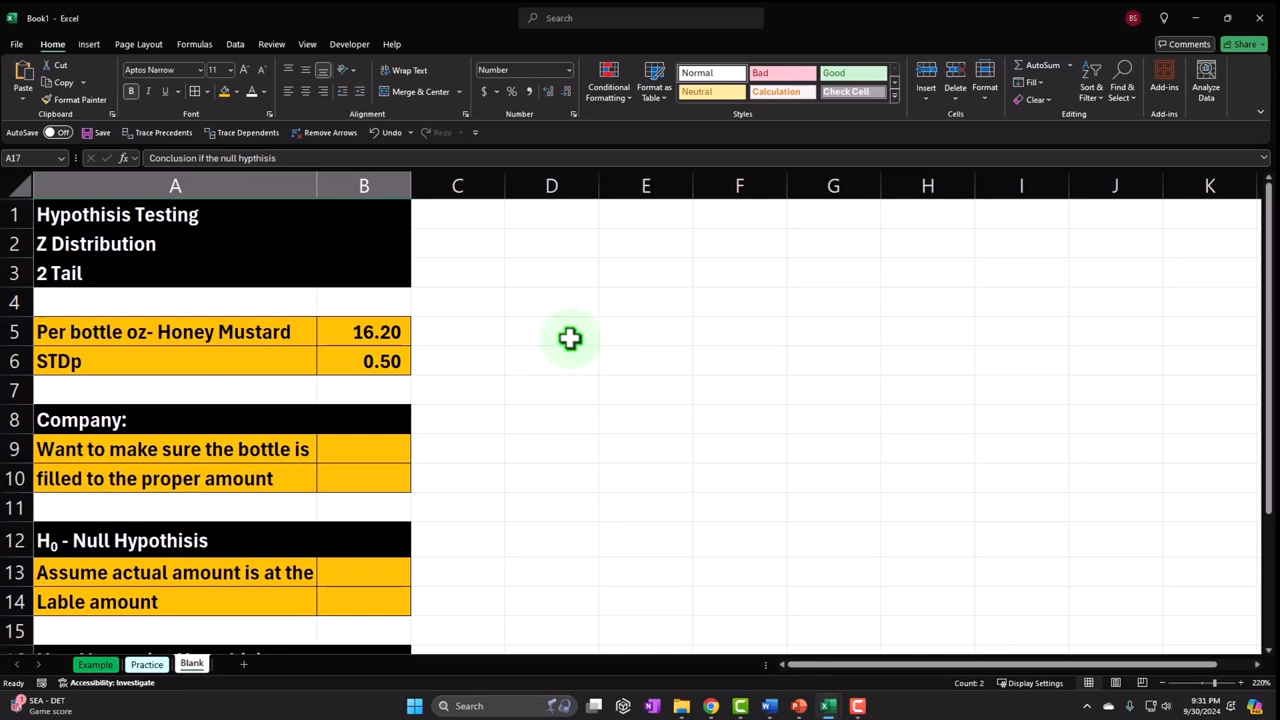 Book1 - Excel
Search
BS
File Home Insert Page Layout Formulas Data Review View Developer Help
Comments Share
Paste
Cut
Copy
Format Painter
Clipboard
Aptos Narrow 11
B I U
Font
Wrap Text
Merge & Center
Alignment
Number
$ %
Number
Conditional Formatting
Format as Table
Normal Bad Good
Neutral Calculation Check Cell
Styles
Insert Delete Format
Cells
AutoSum
Fill
Clear
Sort & Filter
Find & Select
Editing
Add-ins
Add-ins
Analyze Data
AutoSave Off Save Trace Precedents Trace Dependents Remove Arrows Undo Redo
A17 fx Conclusion if the null hypthisis
A B C D E F G H I J K
1 Hypothisis Testing
2 Z Distribution
3 2 Tail
4
5 Per bottle oz- Honey Mustard 16.20
6 STDp 0.50
7
8 Company:
9 Want to make sure the bottle is
10 filled to the proper amount
11
12 H0 - Null Hypothisis
13 Assume actual amount is at the
14 Lable amount
15
Example Practice Blank
Ready Accessibility: Investigate Count: 2 Display Settings 220%
SEA - DET
Game score
Search
9:31 PM
9/30/2024